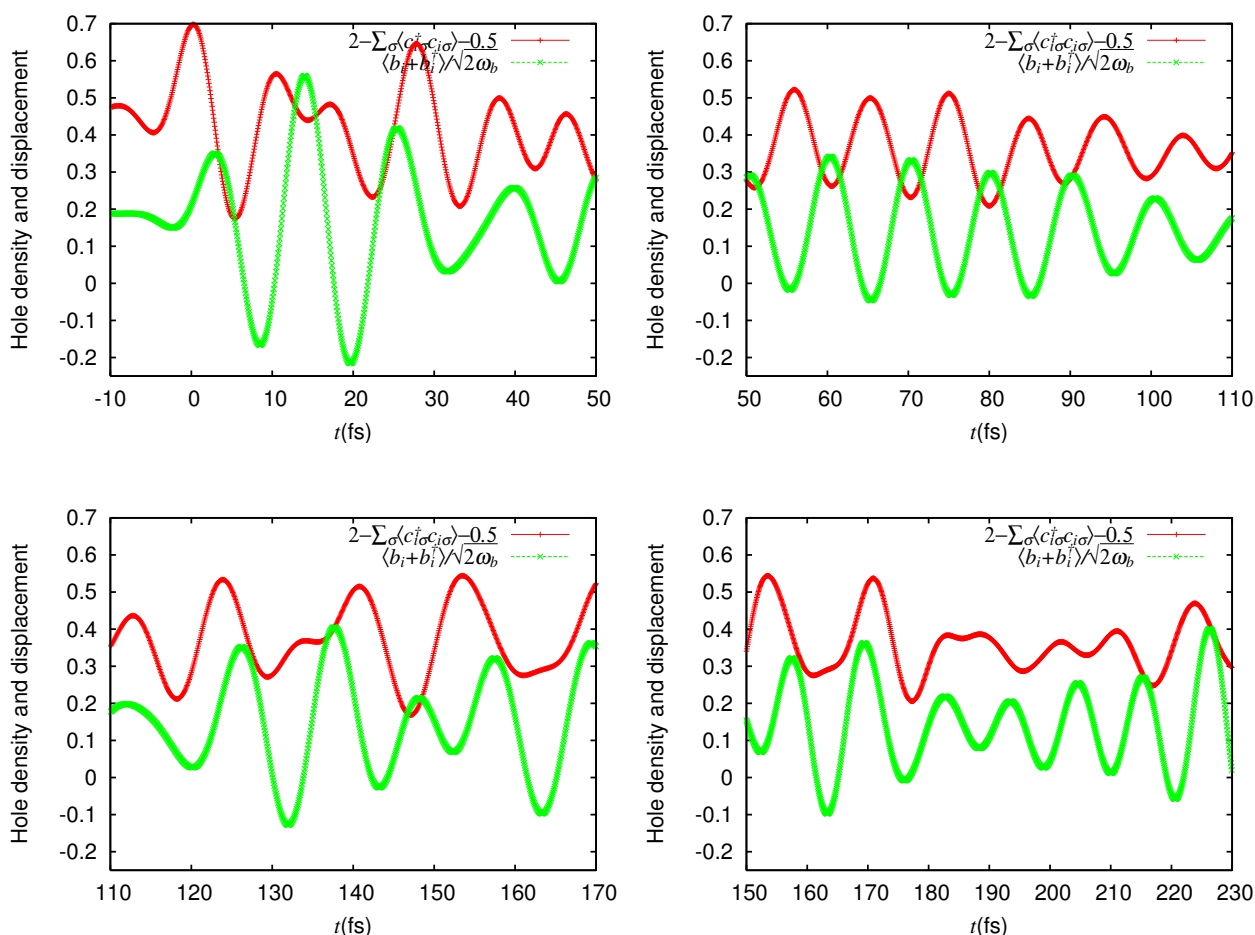 0.7
0.6
0.5
0.4
0.3
0.2
0.1
0
-0.1
-0.2
Hole density and displacement
2−∑σ⟨c†iσciσ⟩−0.5
⟨bi+b†i⟩/√2ωb
-10 0 10 20 30 40 50
t(fs)
0.7
0.6
0.5
0.4
0.3
0.2
0.1
0
-0.1
-0.2
Hole density and displacement
2−∑σ⟨c†iσciσ⟩−0.5
⟨bi+b†i⟩/√2ωb
50 60 70 80 90 100 110
t(fs)
0.7
0.6
0.5
0.4
0.3
0.2
0.1
0
-0.1
-0.2
Hole density and displacement
2−∑σ⟨c†iσciσ⟩−0.5
⟨bi+b†i⟩/√2ωb
110 120 130 140 150 160 170
t(fs)
0.7
0.6
0.5
0.4
0.3
0.2
0.1
0
-0.1
-0.2
Hole density and displacement
2−∑σ⟨c†iσciσ⟩−0.5
⟨bi+b†i⟩/√2ωb
150 160 170 180 190 200 210 220 230
t(fs)